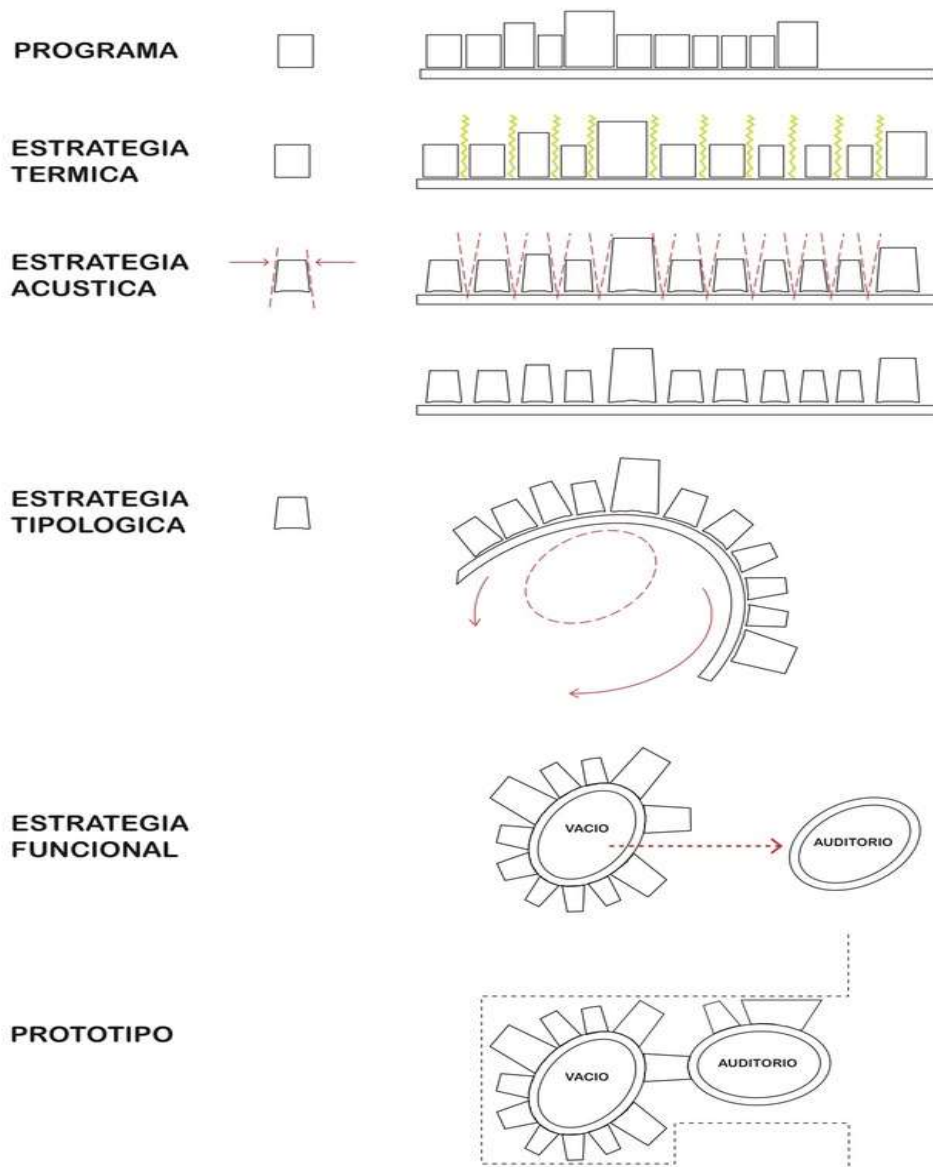 PROGRAMA
ESTRATEGIA
TERMICA
ESTRATEGIA
ACUSTICA
ESTRATEGIA
TIPOLOGICA
ESTRATEGIA
FUNCIONAL
VACIO
AUDITORIO
PROTOTIPO
VACIO
AUDITORIO